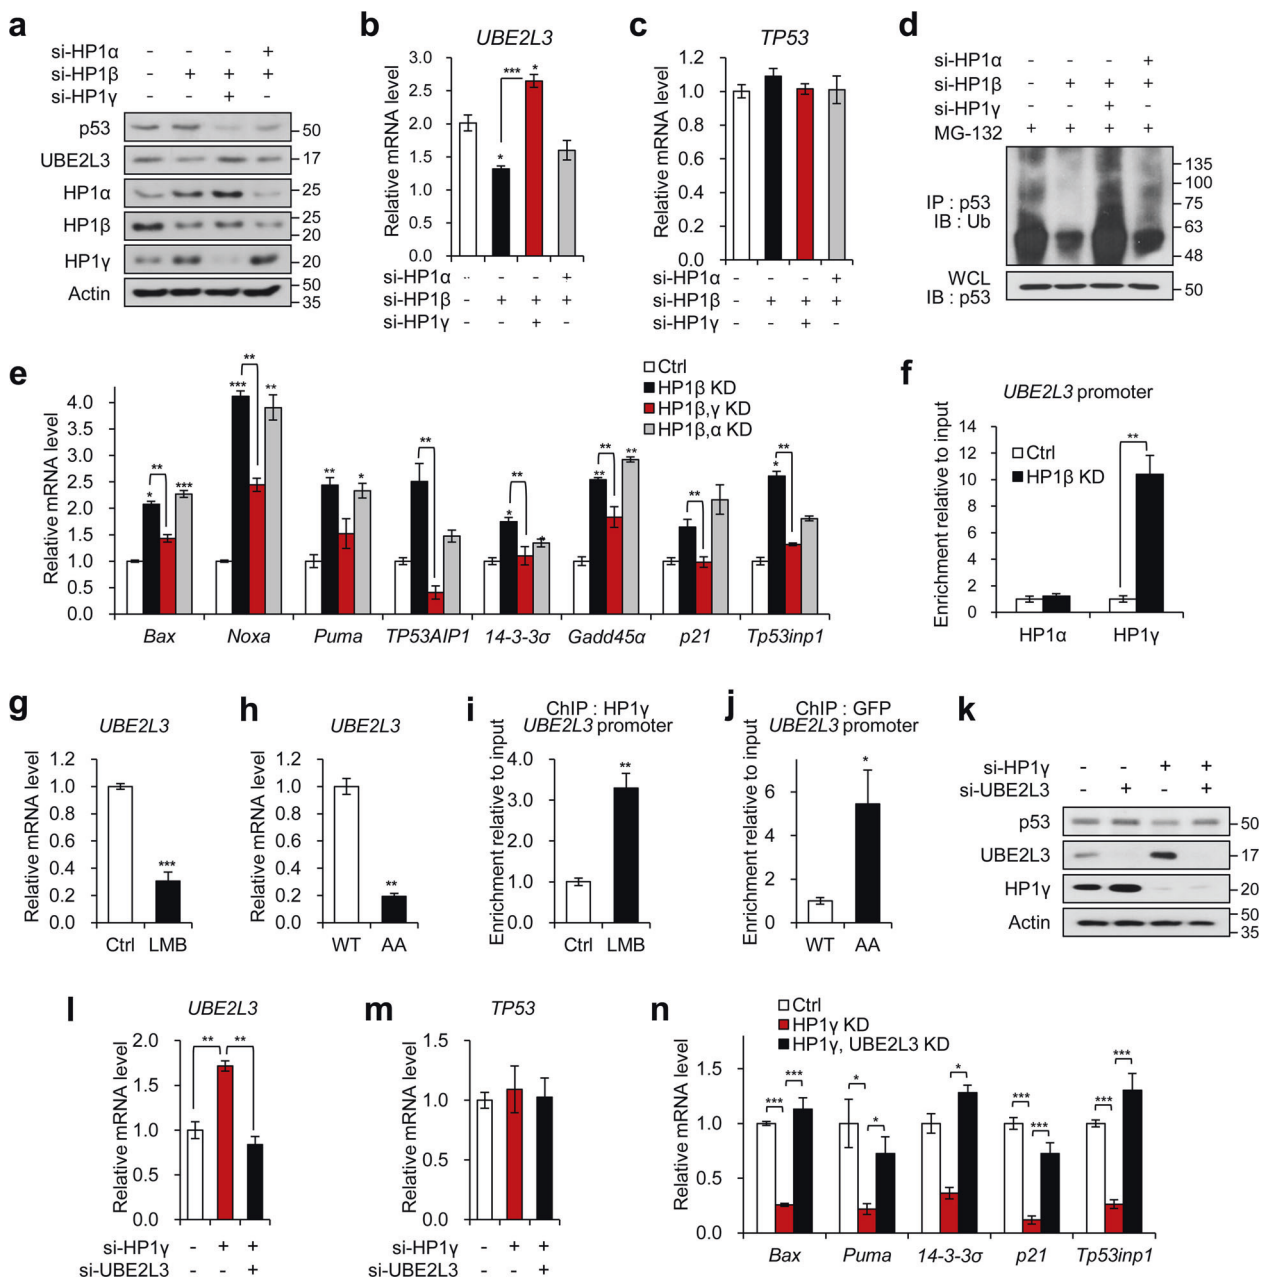 a
si-HP1α - - - +
si-HP1β - + + +
si-HP1γ - - + -
p53 50
UBE2L3 17
HP1α 25
HP1β 25
20
HP1γ 20
Actin 50
35
b
UBE2L3
Relative mRNA level
3.0
2.5
2.0
1.5
1.0
0.5
0.0
*
***
*
si-HP1α -- - - +
si-HP1β - + + +
si-HP1γ - - + -
c
TP53
Relative mRNA level
1.2
1.0
0.8
0.6
0.4
0.2
0.0
si-HP1α - - - +
si-HP1β - + + +
si-HP1γ - - + -
d
si-HP1α - - - +
si-HP1β - + + +
si-HP1γ - - + -
MG-132 + + + +
IP : p53
IB : Ub
135
100
75
63
48
WCL
IB : p53
50
e
Ctrl
HP1β KD
HP1β,γ KD
HP1β,α KD
Relative mRNA level
4.0
3.5
3.0
2.5
2.0
1.5
1.0
0.5
0.0
* ** ***
*** ** **
** *
**
* ** *
** ** **
**
* **
Bax Noxa Puma TP53AIP1 14-3-3σ Gadd45α p21 Tp53inp1
f
UBE2L3 promoter
Enrichment relative to input
14
12
10
8
6
4
2
0
Ctrl
HP1β KD
**
HP1α HP1γ
g
UBE2L3
Relative mRNA level
1.2
1.0
0.8
0.6
0.4
0.2
0.0
***
Ctrl LMB
h
UBE2L3
Relative mRNA level
1.2
1.0
0.8
0.6
0.4
0.2
0.0
**
WT AA
i
ChIP : HP1γ
UBE2L3 promoter
Enrichment relative to input
4.0
3.0
2.0
1.0
0.0
**
Ctrl LMB
j
ChIP : GFP
UBE2L3 promoter
Enrichment relative to input
6
4
2
0
*
WT AA
k
si-HP1γ - - + +
si-UBE2L3 - + - +
p53 50
UBE2L3 17
HP1γ 20
Actin 50
35
l
UBE2L3
Relative mRNA level
2.0
1.5
1.0
0.5
0.0
** **
si-HP1γ - + +
si-UBE2L3 - - +
m
TP53
Relative mRNA level
1.5
1.0
0.5
0.0
si-HP1γ - + +
si-UBE2L3 - - +
n
Ctrl
HP1γ KD
HP1γ, UBE2L3 KD
Relative mRNA level
1.5
1.0
0.5
0.0
*** ***
* *
*
*** ***
*** ***
Bax Puma 14-3-3σ p21 Tp53inp1